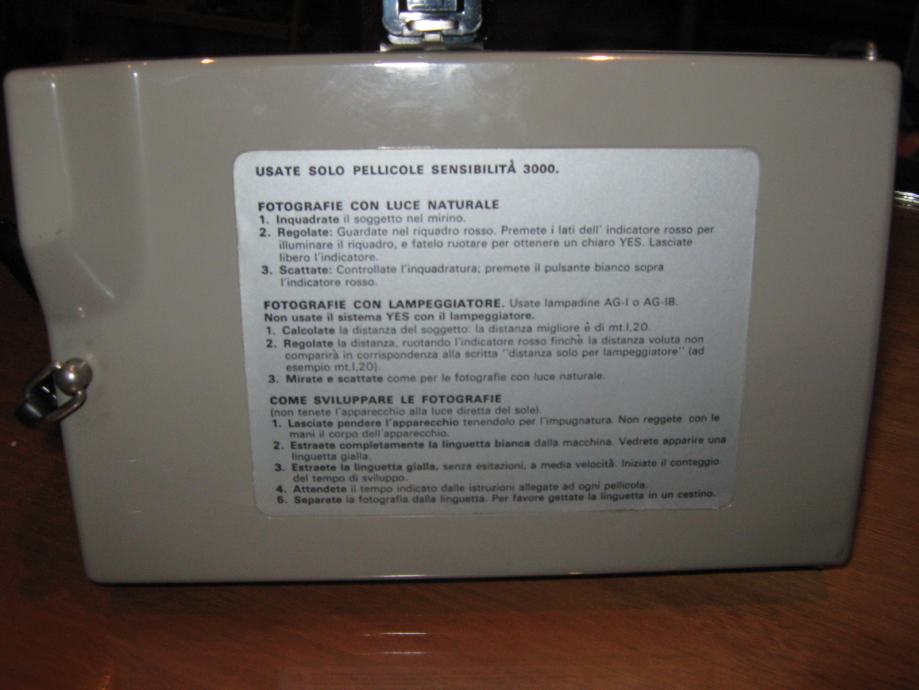 USATE SOLO PELLICOLE SENSIBILITÀ 3000.
FOTOGRAFIE CON LUCE NATURALE
1. Inquadrate il soggetto nel mirino.
2. Regolate: Guardate nel riquadro rosso. Premete i lati dell' indicatore rosso per
illuminare il riquadro, e fatelo ruotare per ottenere un chiaro YES. Lasciate
libero l'indicatore.
3. Scattate: Controllate l'inquadratura; premete il pulsante bianco sopra
l'indicatore rosso.
FOTOGRAFIE CON LAMPEGGIATORE. Usate lampadine AG-I o AG-IB.
Non usate il sistema YES con il lampeggiatore.
1. Calcolate la distanza del soggetto: la distanza migliore è di mt.I,20.
2. Regolate la distanza, ruotando l'indicatore rosso finchè la distanza voluta non
comparirà in corrispondenza alla scritta "distanza solo per lampeggiatore" (ad
esempio mt.I,20).
3. Mirate e scattate come per le fotografie con luce naturale.
COME SVILUPPARE LE FOTOGRAFIE
(non tenete l'apparecchio alla luce diretta del sole).
1. Lasciate pendere l'apparecchio tenendolo per l'impugnatura. Non reggete con le
mani il corpo dell'apparecchio.
2. Estraete completamente la linguetta bianca dalla macchina. Vedrete apparire una
linguetta gialla.
3. Estraete la linguetta gialla, senza esitazioni, a media velocità. Iniziate il conteggio
del tempo di sviluppo.
4. Attendete il tempo indicato dalle istruzioni allegate ad ogni pellicola.
5. Separate la fotografia dalla linguetta. Per favore gettate la linguetta in un cestino.